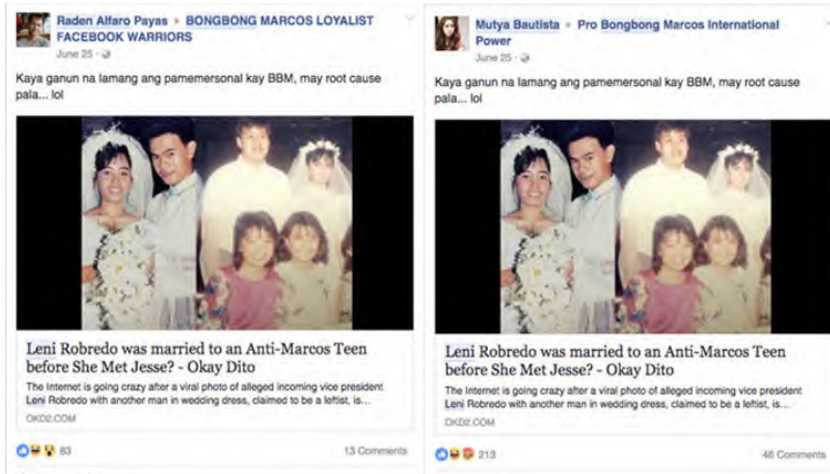 Raden Alfaro Payas ▸ BONGBONG MARCOS LOYALIST
FACEBOOK WARRIORS
June 25 ·
Kaya ganun na lamang ang pamemersonal kay BBM, may root cause
pala... lol
Leni Robredo was married to an Anti-Marcos Teen
before She Met Jesse? - Okay Dito
The Internet is going crazy after a viral photo of alleged incoming vice president
Leni Robredo with another man in wedding dress, claimed to be a leftist, is...
OKD2.COM
83
13 Comments
Mutya Bautista ▸ Pro Bongbong Marcos International
Power
June 25 ·
Kaya ganun na lamang ang pamemersonal kay BBM, may root cause
pala... lol
Leni Robredo was married to an Anti-Marcos Teen
before She Met Jesse? - Okay Dito
The Internet is going crazy after a viral photo of alleged incoming vice president
Leni Robredo with another man in wedding dress, claimed to be a leftist, is...
OKD2.COM
213
46 Comments